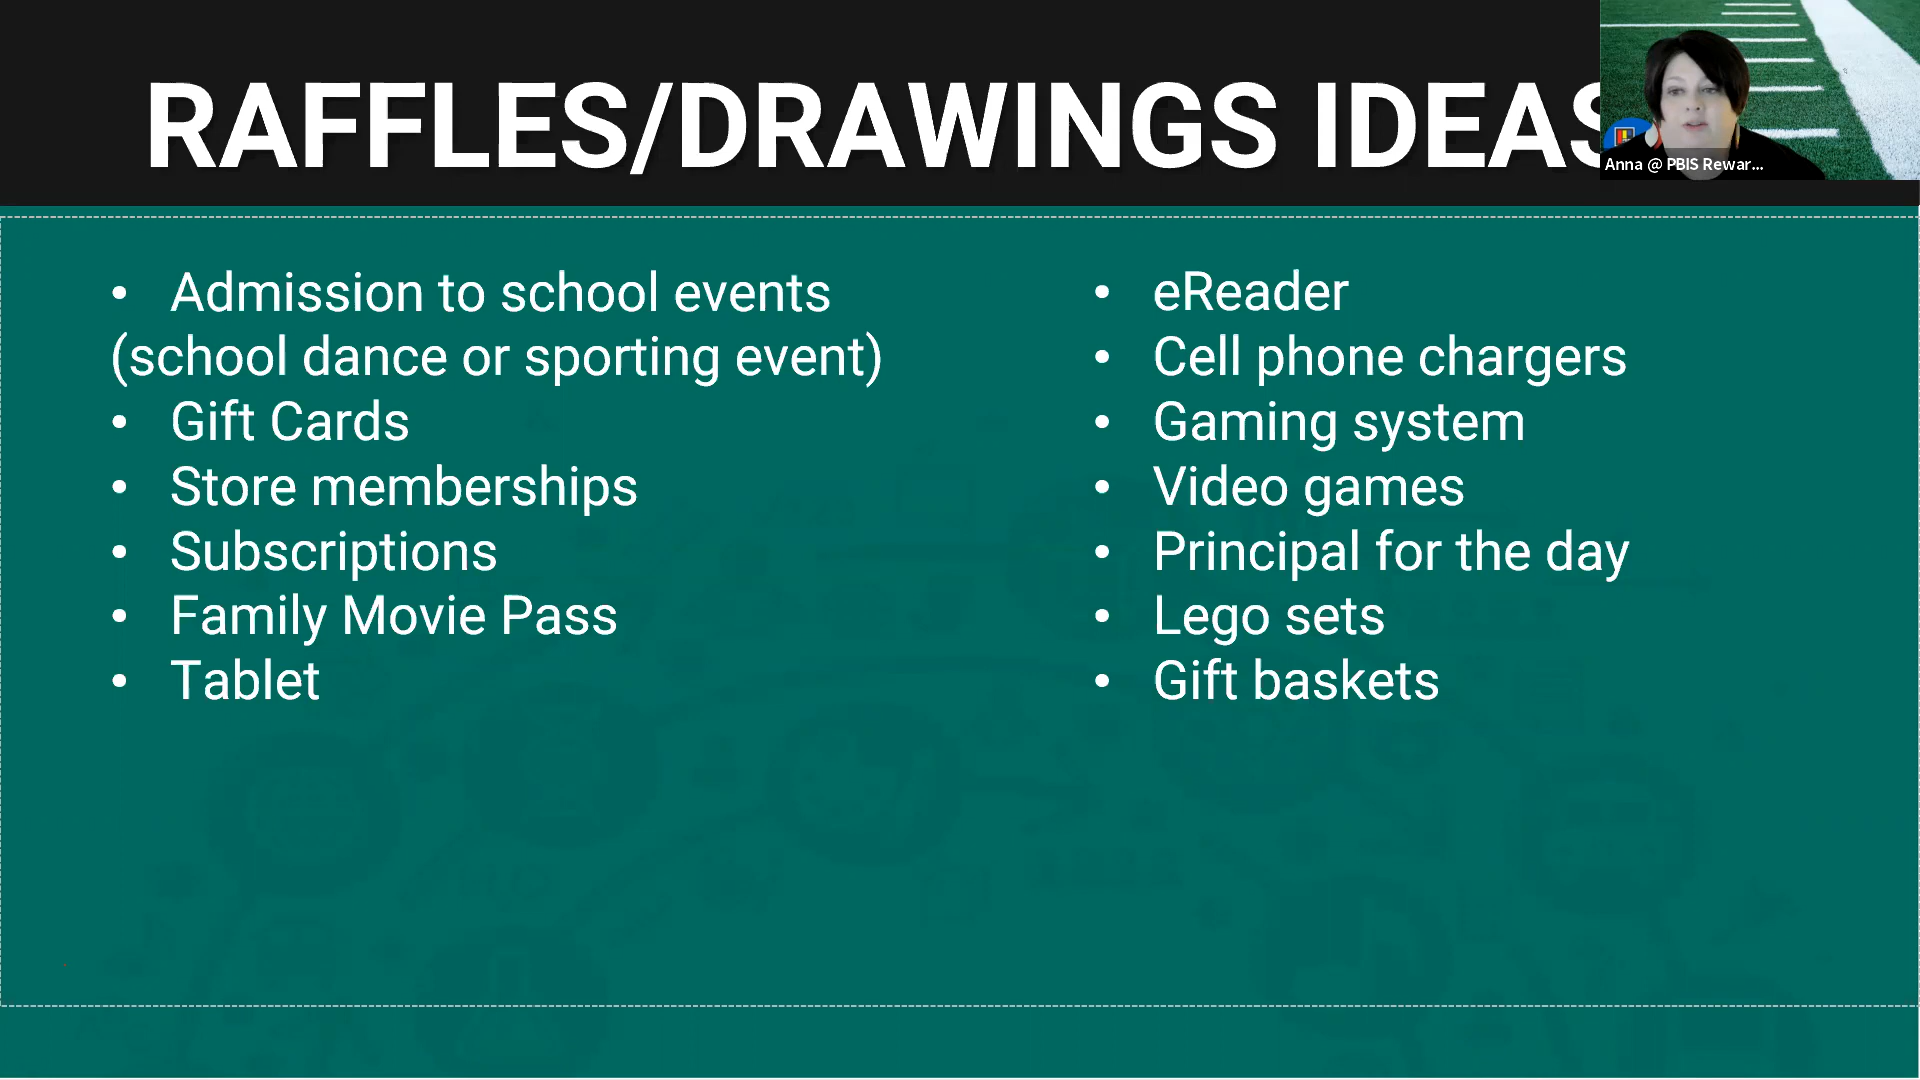 RAFFLES/DRAWINGS IDEAS
Anna @ PBIS Rewar...
• Admission to school events
(school dance or sporting event)
• Gift Cards
• Store memberships
• Subscriptions
• Family Movie Pass
• Tablet
• eReader
• Cell phone chargers
• Gaming system
• Video games
• Principal for the day
• Lego sets
• Gift baskets